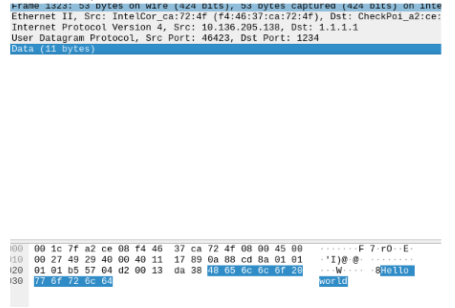 Frame 1323: 53 bytes on wire (424 bits), 53 bytes captured (424 bits) on inte
Ethernet II, Src: IntelCor_ca:72:4f (f4:46:37:ca:72:4f), Dst: CheckPoi_a2:ce:
Internet Protocol Version 4, Src: 10.136.205.138, Dst: 1.1.1.1
User Datagram Protocol, Src Port: 46423, Dst Port: 1234
Data (11 bytes)
000 00 1c 7f a2 ce 08 f4 46 37 ca 72 4f 08 00 45 00 ·······F 7·rO··E·
010 00 27 49 29 40 00 40 11 17 89 0a 88 cd 8a 01 01 ·'I)@·@· ········
020 01 01 b5 57 04 d2 00 13 da 38 48 65 6c 6c 6f 20 ···W···· ·8Hello
030 77 6f 72 6c 64 world